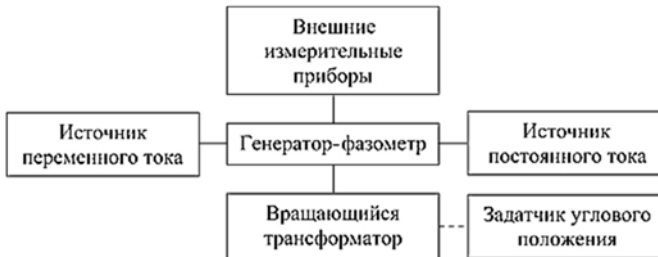 Внешние
измерительные
приборы
Источник
переменного тока
Генератор-фазометр
Источник
постоянного тока
Вращающийся
трансформатор
Задатчик углового
положения